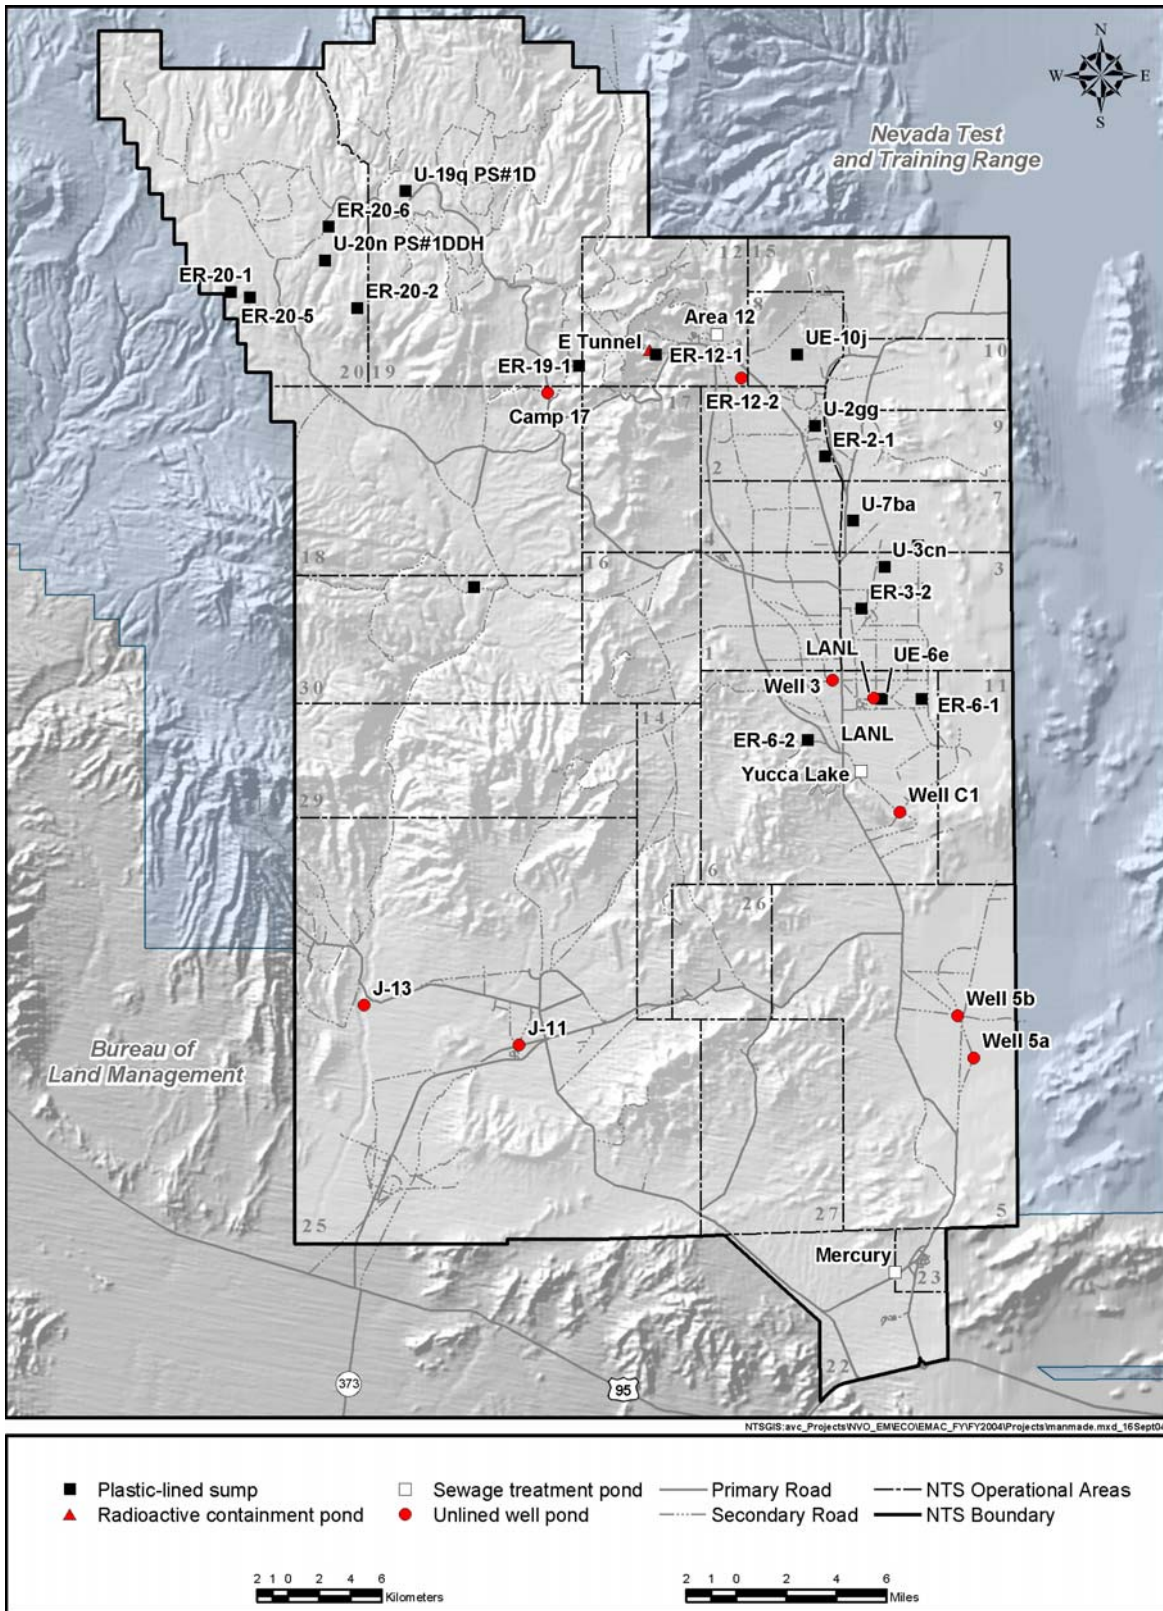 N
W
E
S
Nevada Test
and Training Range
U-19q PS#1D
ER-20-6
U-20n PS#1DDH
ER-20-1
ER-20-5
ER-20-2
12
15
8
Area 12
E Tunnel
ER-12-1
UE-10j
10
ER-19-1
20
19
Camp 17
17
ER-12-2
U-2gg
9
ER-2-1
2
7
U-7ba
4
18
16
U-3cn
3
ER-3-2
1
LANL
UE-6e
30
Well 3
11
ER-6-1
14
ER-6-2
LANL
Yucca Lake
29
Well C1
6
26
J-13
Well 5b
J-11
Well 5a
Bureau of
Land Management
25
27
5
Mercury
23
22
373
95
NTSGIS:avc_Projects\NVO_EM\ECO\EMAC_FY\FY2004\Projects\manmade.mxd_16Sept04
Plastic-lined sump
Sewage treatment pond
Primary Road
NTS Operational Areas
Radioactive containment pond
Unlined well pond
Secondary Road
NTS Boundary
2 1 0 2 4 6
Kilometers
2 1 0 2 4 6
Miles